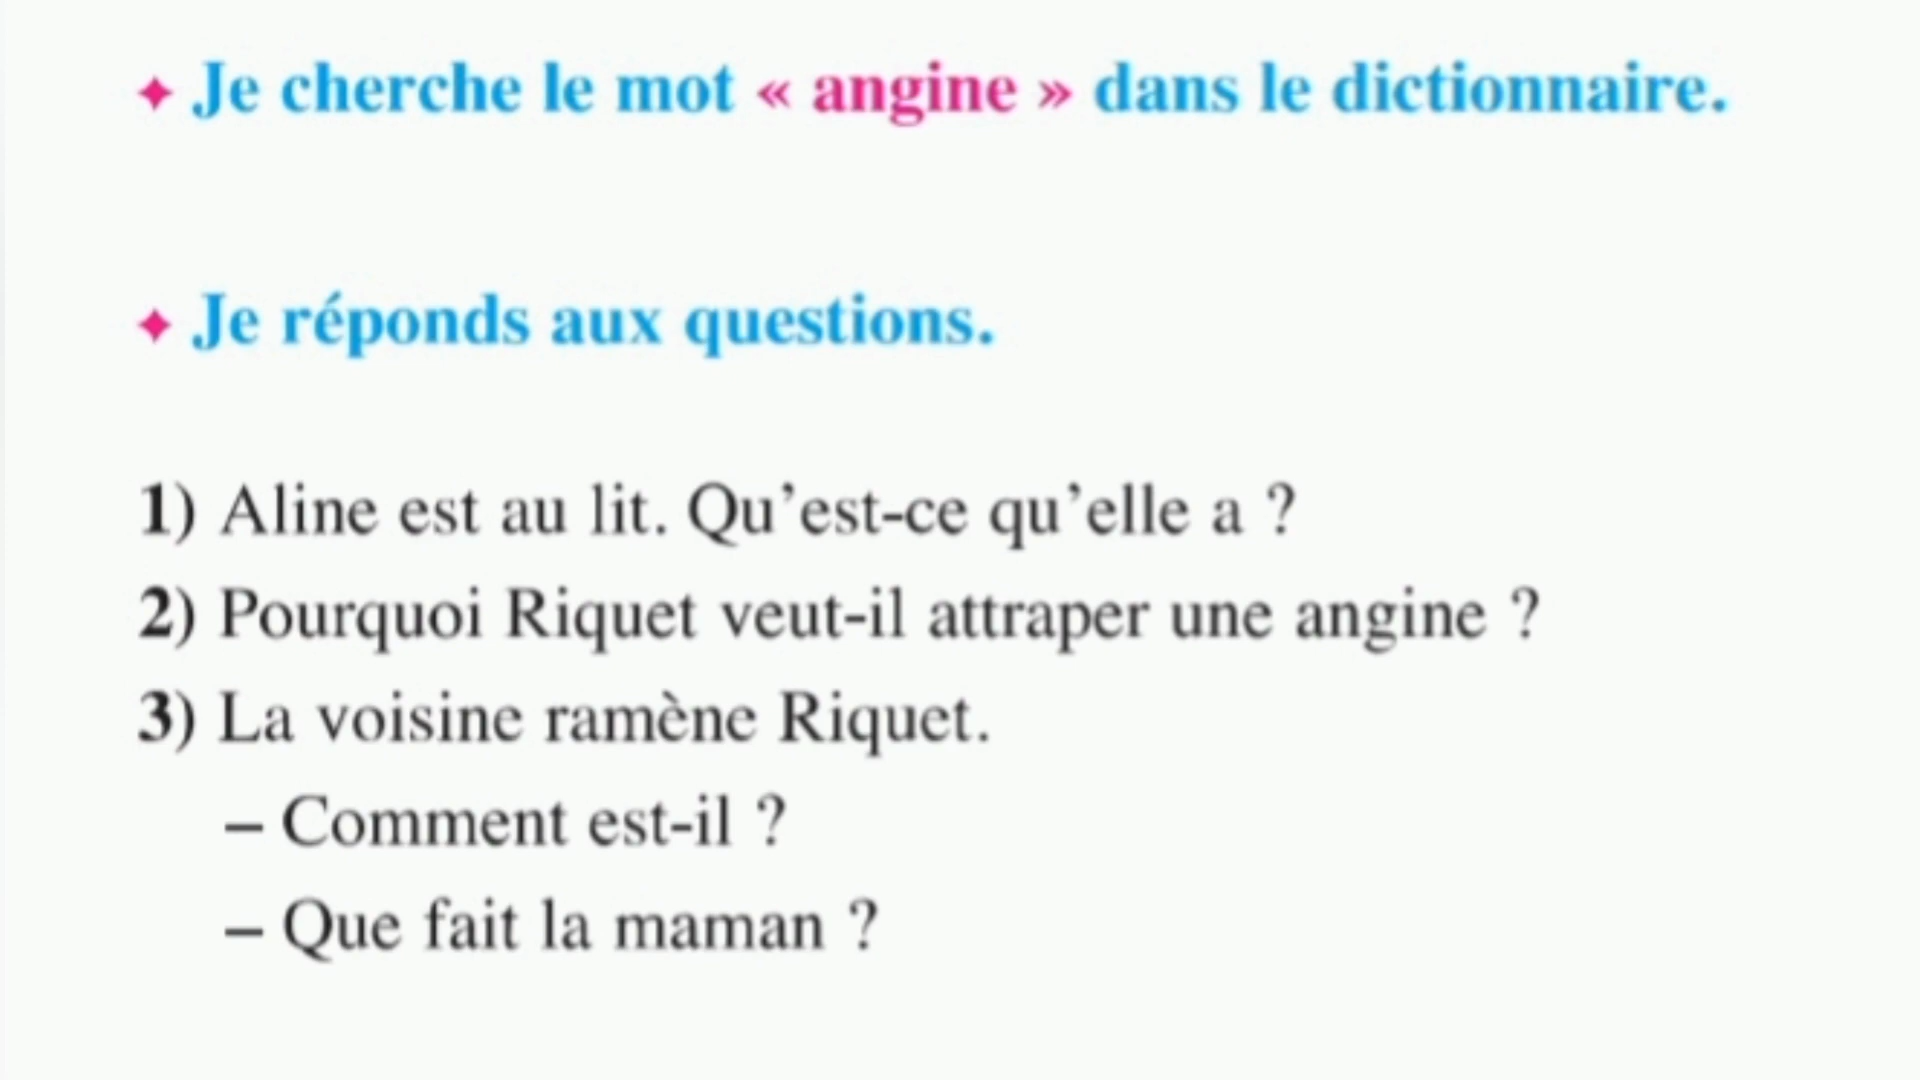 ✦ Je cherche le mot « angine » dans le dictionnaire.
✦ Je réponds aux questions.
1) Aline est au lit. Qu’est-ce qu’elle a ?
2) Pourquoi Riquet veut-il attraper une angine ?
3) La voisine ramène Riquet.
– Comment est-il ?
– Que fait la maman ?